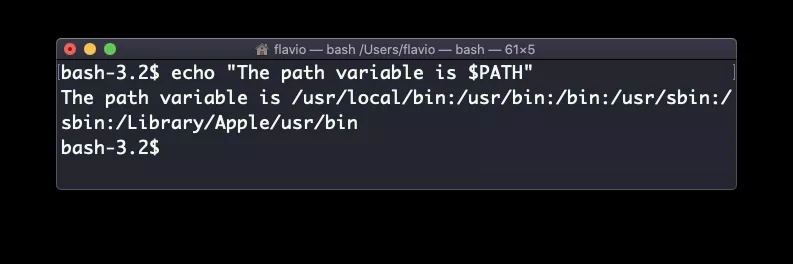 flavio — bash /Users/flavio — bash — 61×5
bash-3.2$ echo "The path variable is $PATH"
The path variable is /usr/local/bin:/usr/bin:/bin:/usr/sbin:/
sbin:/Library/Apple/usr/bin
bash-3.2$